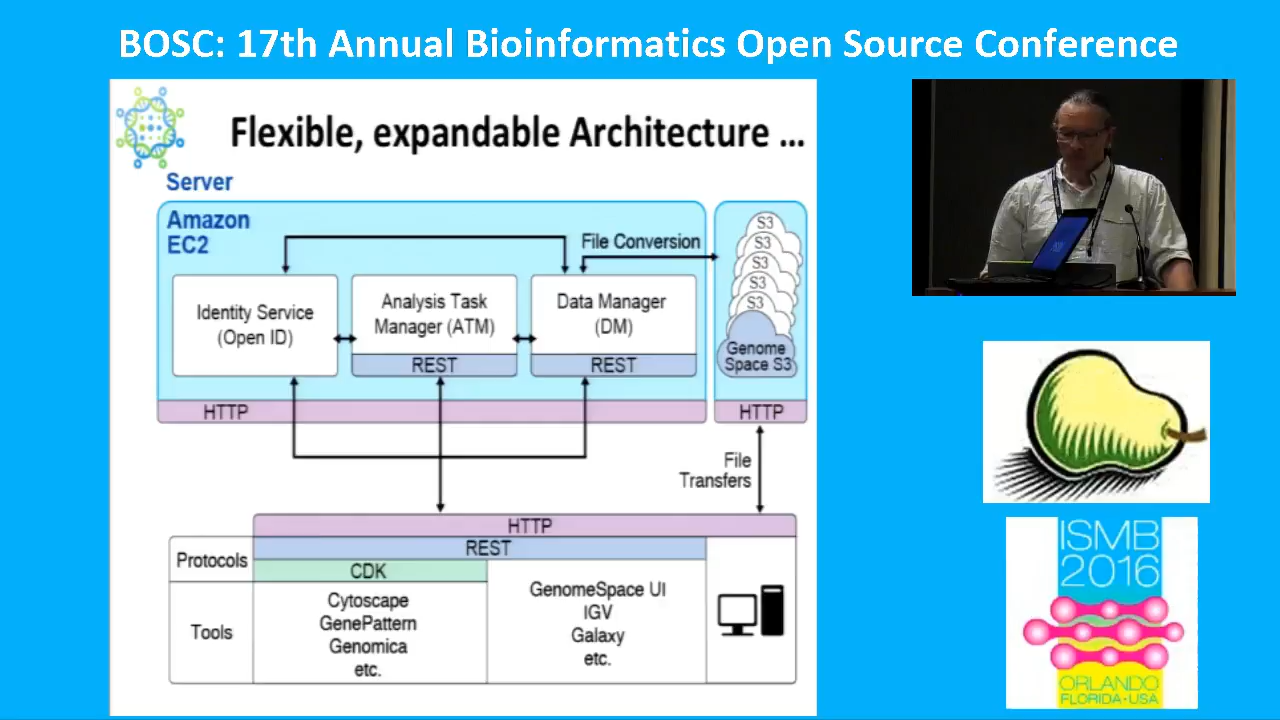 BOSC: 17th Annual Bioinformatics Open Source Conference
Flexible, expandable Architecture ...
Server
Amazon
EC2
File Conversion
Identity Service
(Open ID)
Analysis Task
Manager (ATM)
REST
Data Manager
(DM)
REST
HTTP
S3
S3
S3
S3
S3
Genome
Space S3
HTTP
File
Transfers
HTTP
REST
Protocols
CDK
Tools
Cytoscape
GenePattern
Genomica
etc.
GenomeSpace UI
IGV
Galaxy
etc.
ISMB
2016
ORLANDO
FLORIDA·USA